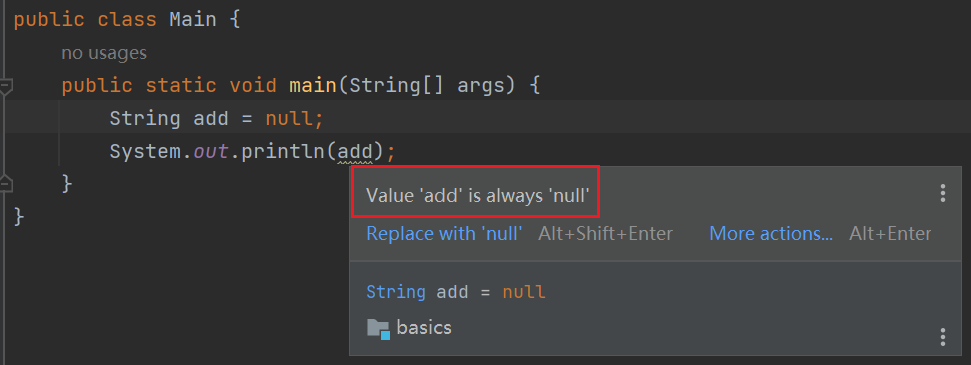 public class Main {
no usages
public static void main(String[] args) {
String add = null;
System.out.println(add);
}
}
Value 'add' is always 'null'
Replace with 'null' Alt+Shift+Enter More actions... Alt+Enter
String add = null
basics